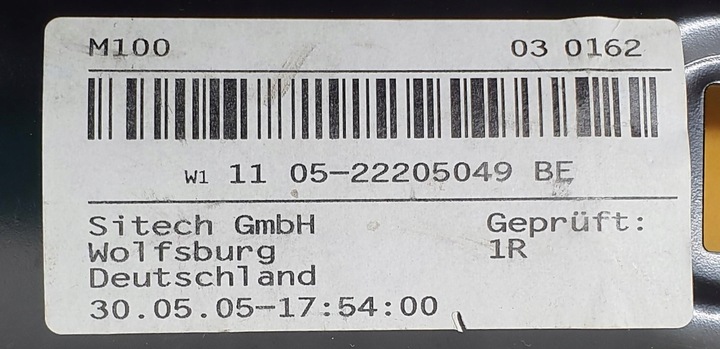 M100 03 0162
W1 11 05-22205049 BE
Sitech GmbH Geprüft:
Wolfsburg 1R
Deutschland
30.05.05-17:54:00